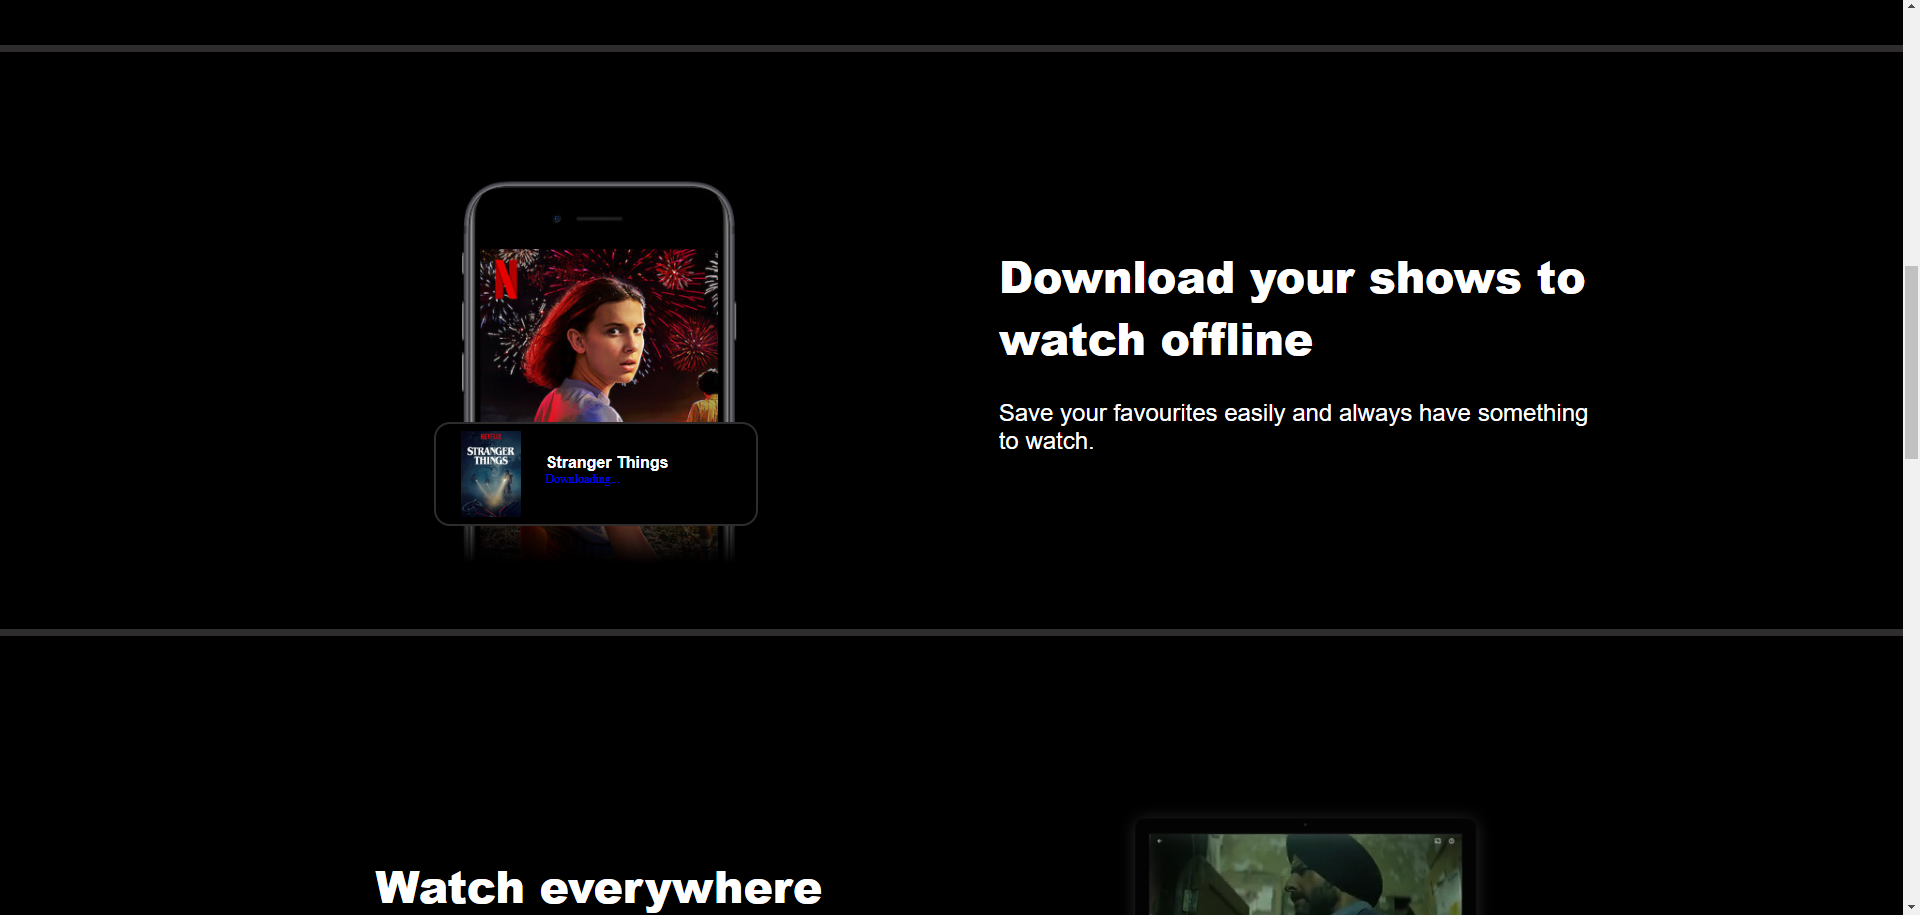 N
Download your shows to
watch offline
Save your favourites easily and always have something
to watch.
NETFLIX
STRANGER
THINGS
Stranger Things
Downloading...
Watch everywhere